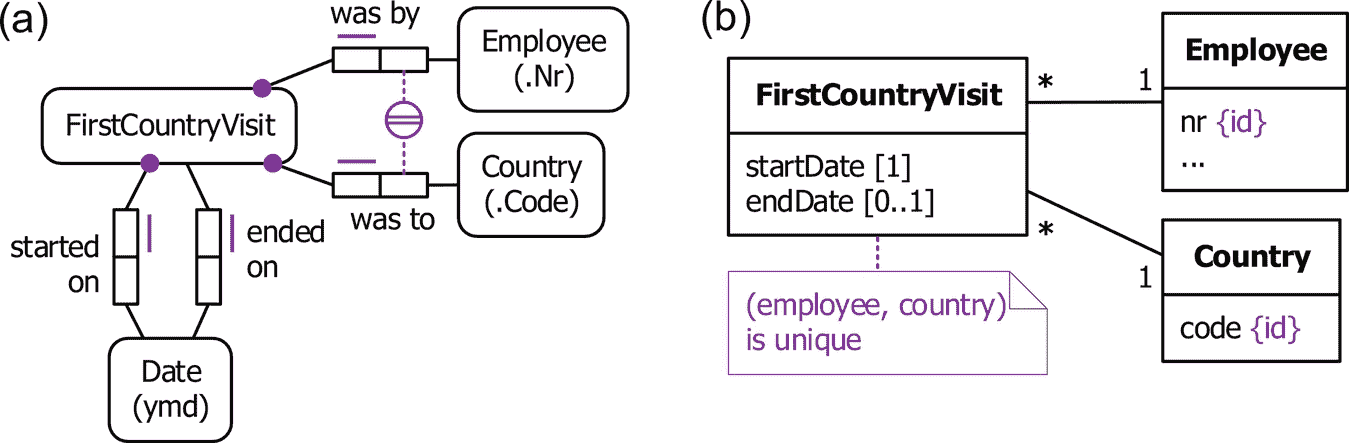 (a)
was by
Employee
(.Nr)
FirstCountryVisit
Country
(.Code)
was to
started
on
ended
on
Date
(ymd)
(b)
FirstCountryVisit
startDate [1]
endDate [0..1]
*
1
Employee
nr {id}
...
*
1
Country
code {id}
(employee, country)
is unique